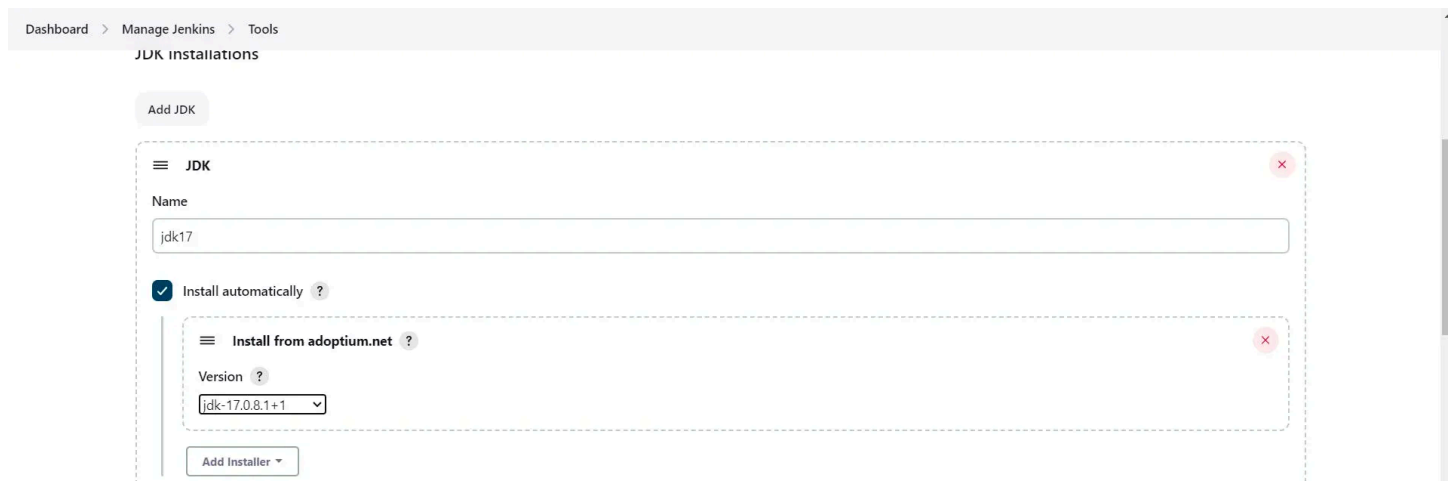 Dashboard > Manage Jenkins > Tools
JDK installations
Add JDK
JDK
Name
jdk17
Install automatically ?
Install from adoptium.net ?
Version ?
jdk-17.0.8.1+1
Add Installer